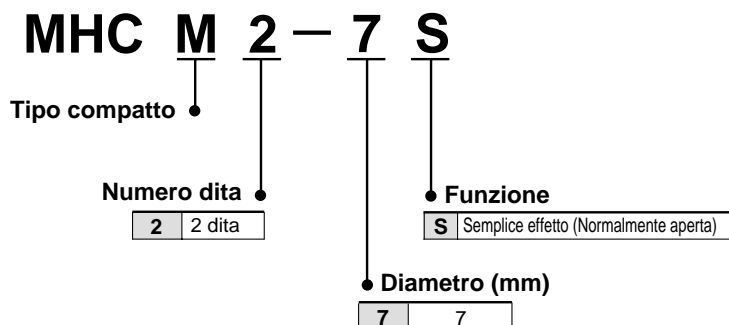 MHC M 2 – 7 S
Tipo compatto
Numero dita
2 2 dita
Funzione
S Semplice effetto (Normalmente aperta)
Diametro (mm)
7 7